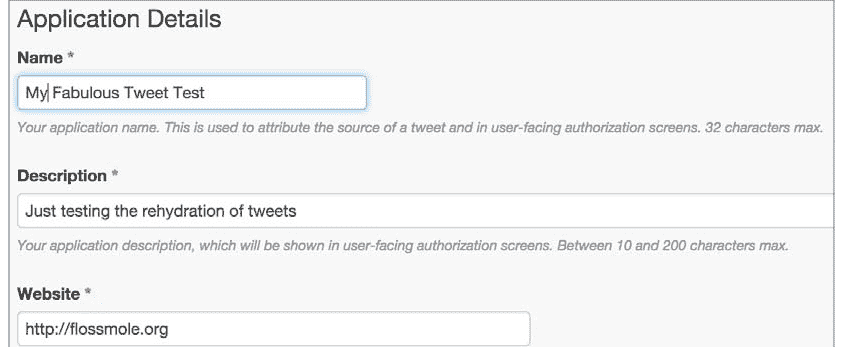 Application Details
Name *
My Fabulous Tweet Test
Your application name. This is used to attribute the source of a tweet and in user-facing authorization screens. 32 characters max.
Description *
Just testing the rehydration of tweets
Your application description, which will be shown in user-facing authorization screens. Between 10 and 200 characters max.
Website *
http://flossmole.org